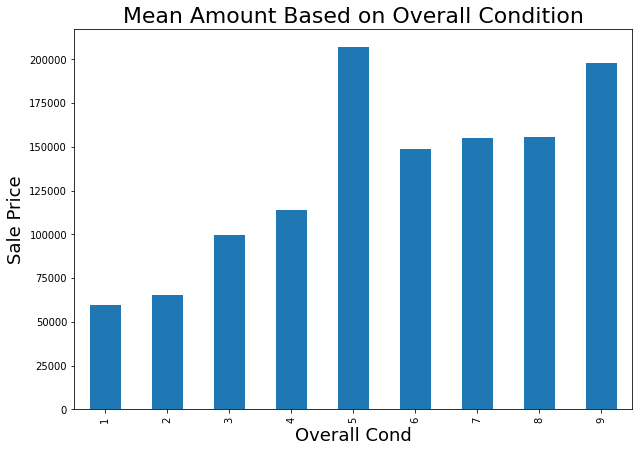 Mean Amount Based on Overall Condition
Sale Price
200000
175000
150000
125000
100000
75000
50000
25000
0
1 2 3 4 5 6 7 8 9
Overall Cond